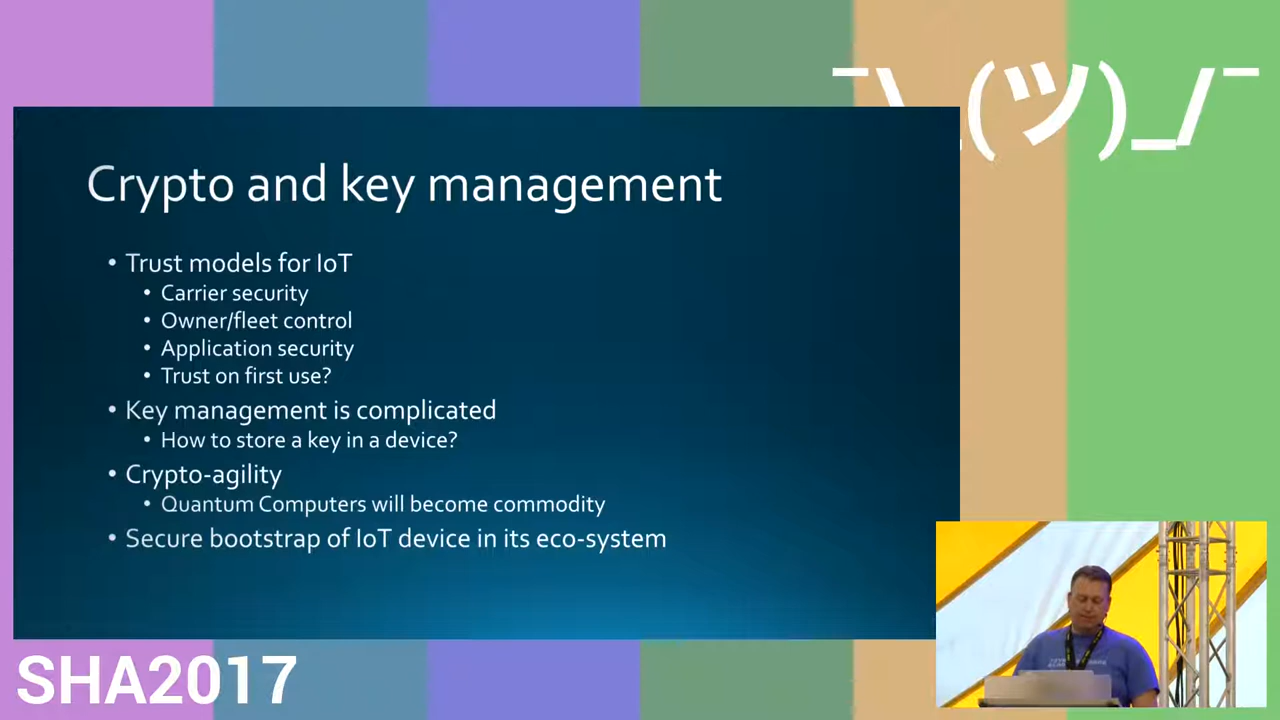 ¯\_(ツ)_/¯
Crypto and key management
• Trust models for IoT
• Carrier security
• Owner/fleet control
• Application security
• Trust on first use?
• Key management is complicated
• How to store a key in a device?
• Crypto-agility
• Quantum Computers will become commodity
• Secure bootstrap of IoT device in its eco-system
SHA2017